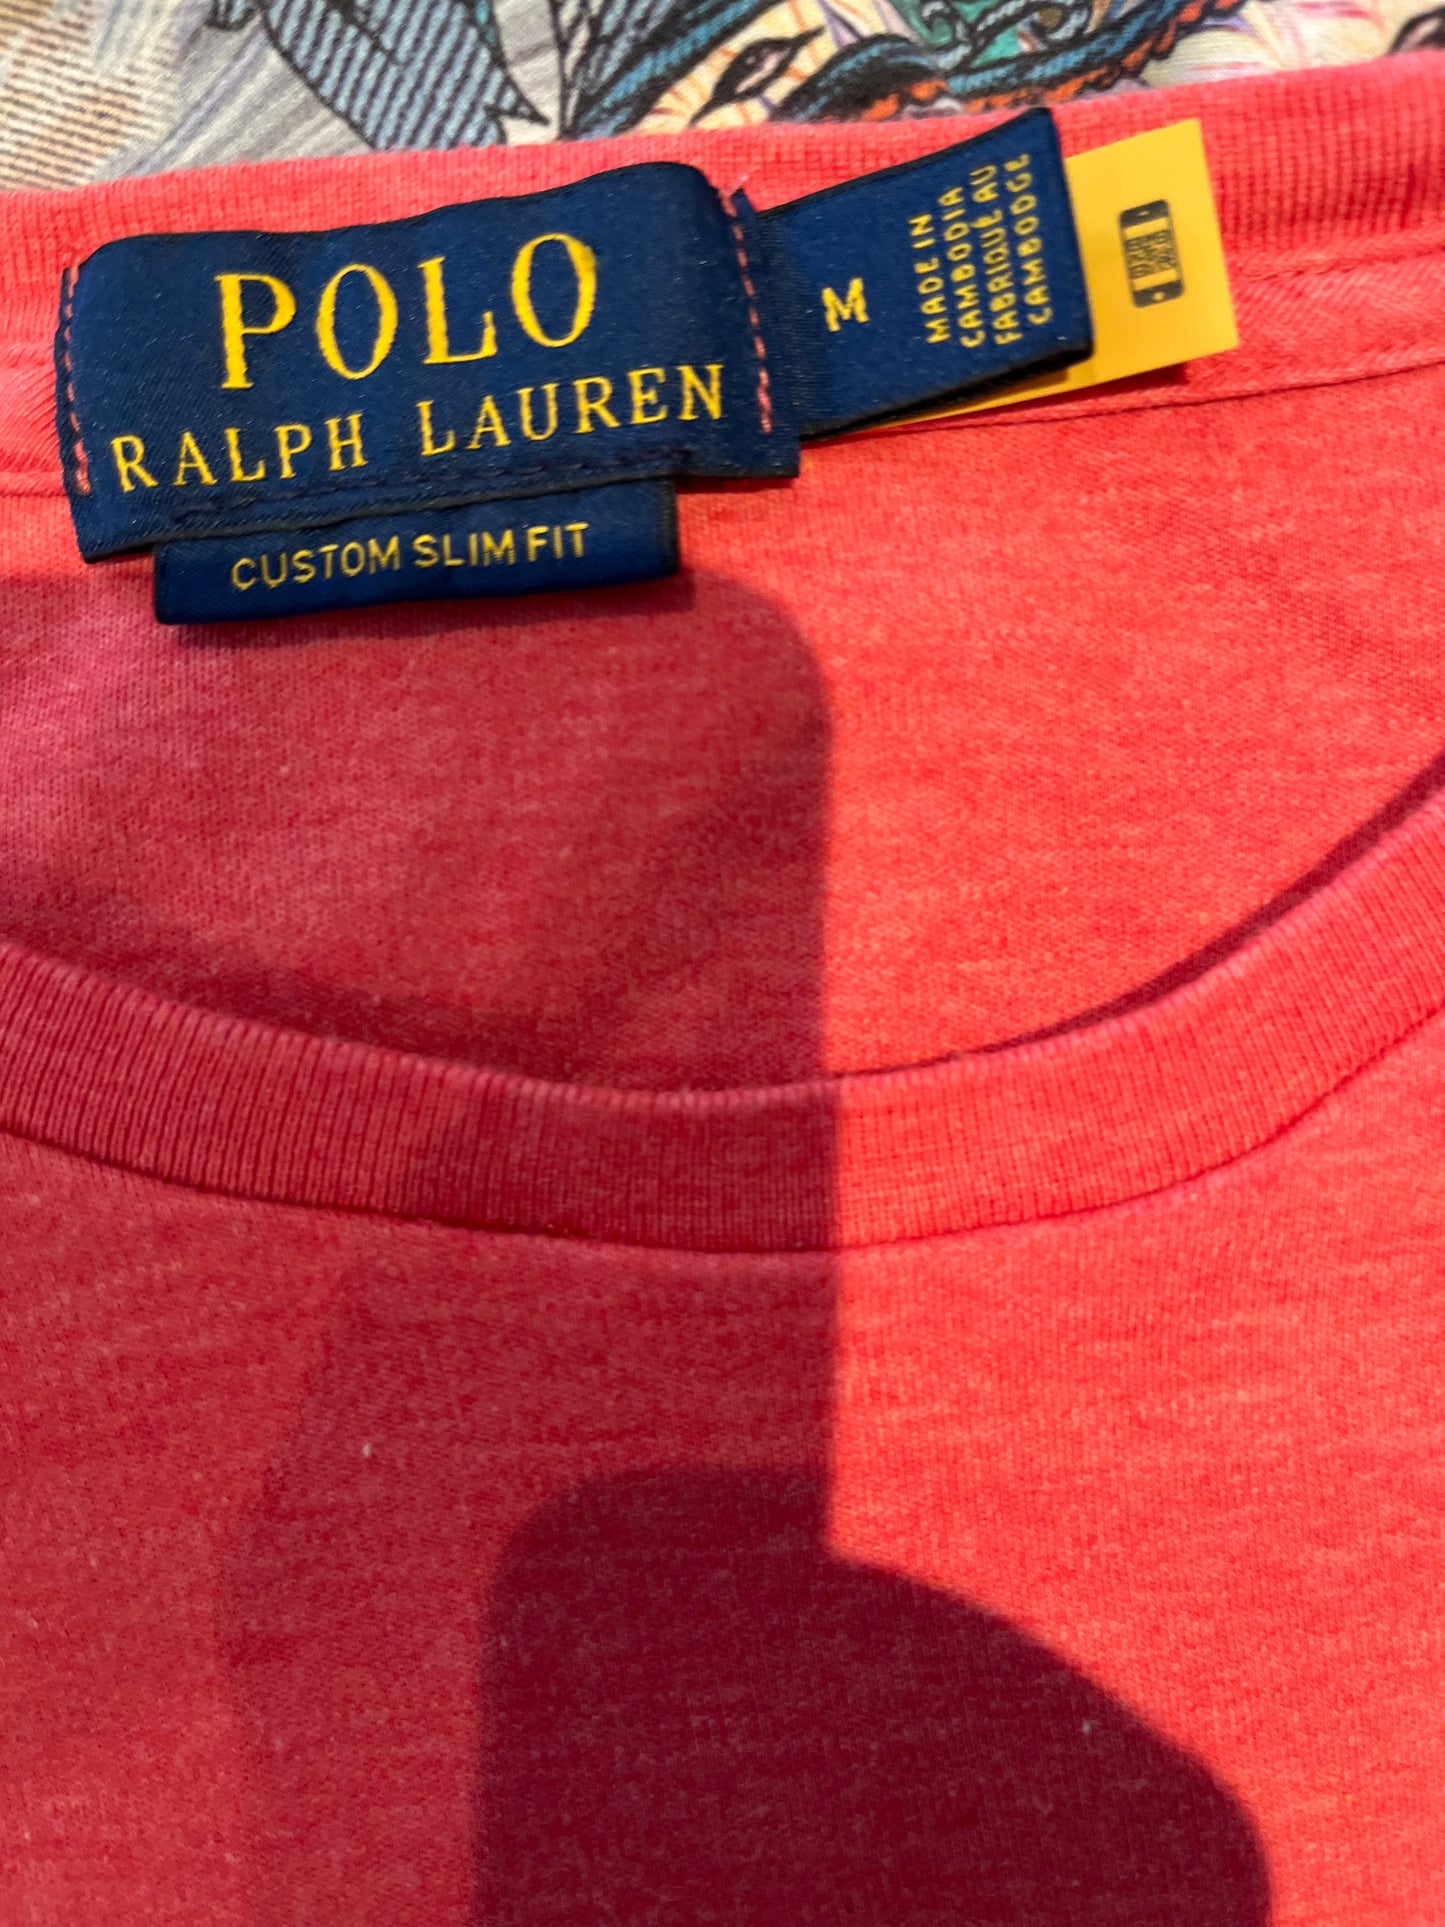 POLO
RALPH LAUREN
CUSTOM SLIM FIT
M
MADE IN
CAMBODIA
FABRIQUÉ AU
CAMBODGE